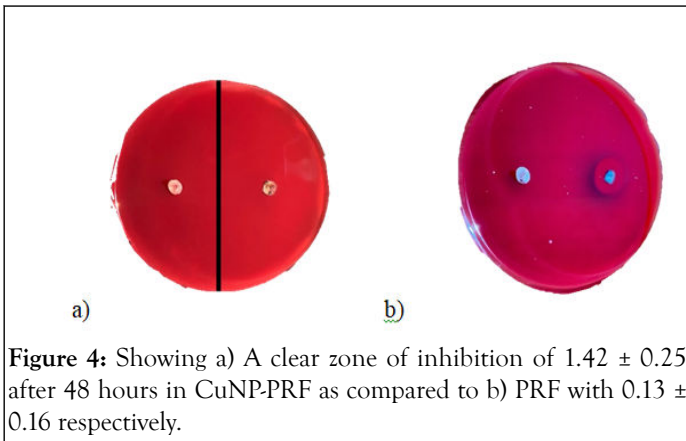 a)
b)
Figure 4: Showing a) A clear zone of inhibition of 1.42 ± 0.25
after 48 hours in CuNP-PRF as compared to b) PRF with 0.13 ±
0.16 respectively.